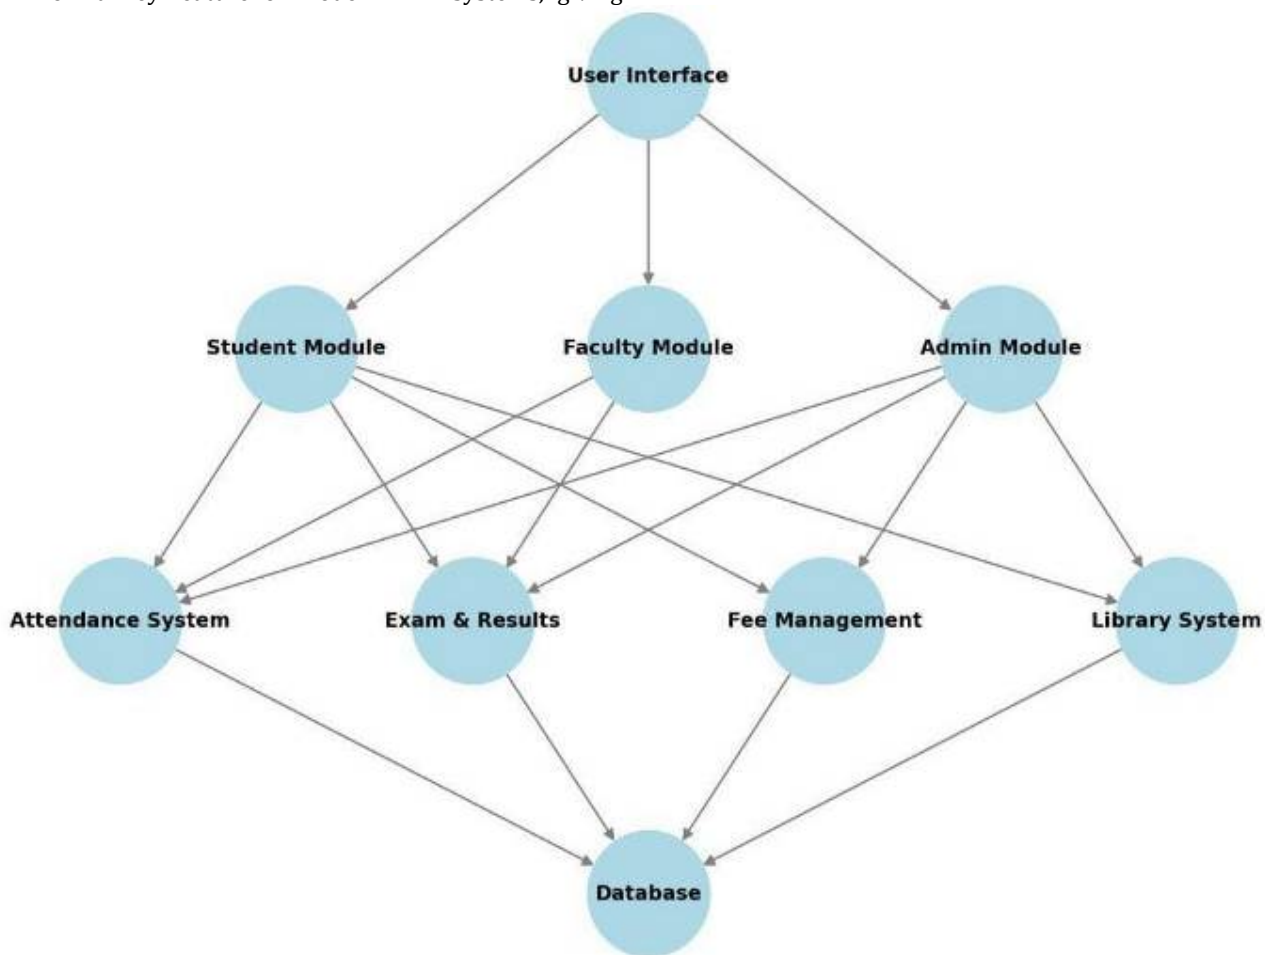 User Interface
Student Module
Faculty Module
Admin Module
Attendance System
Exam & Results
Fee Management
Library System
Database